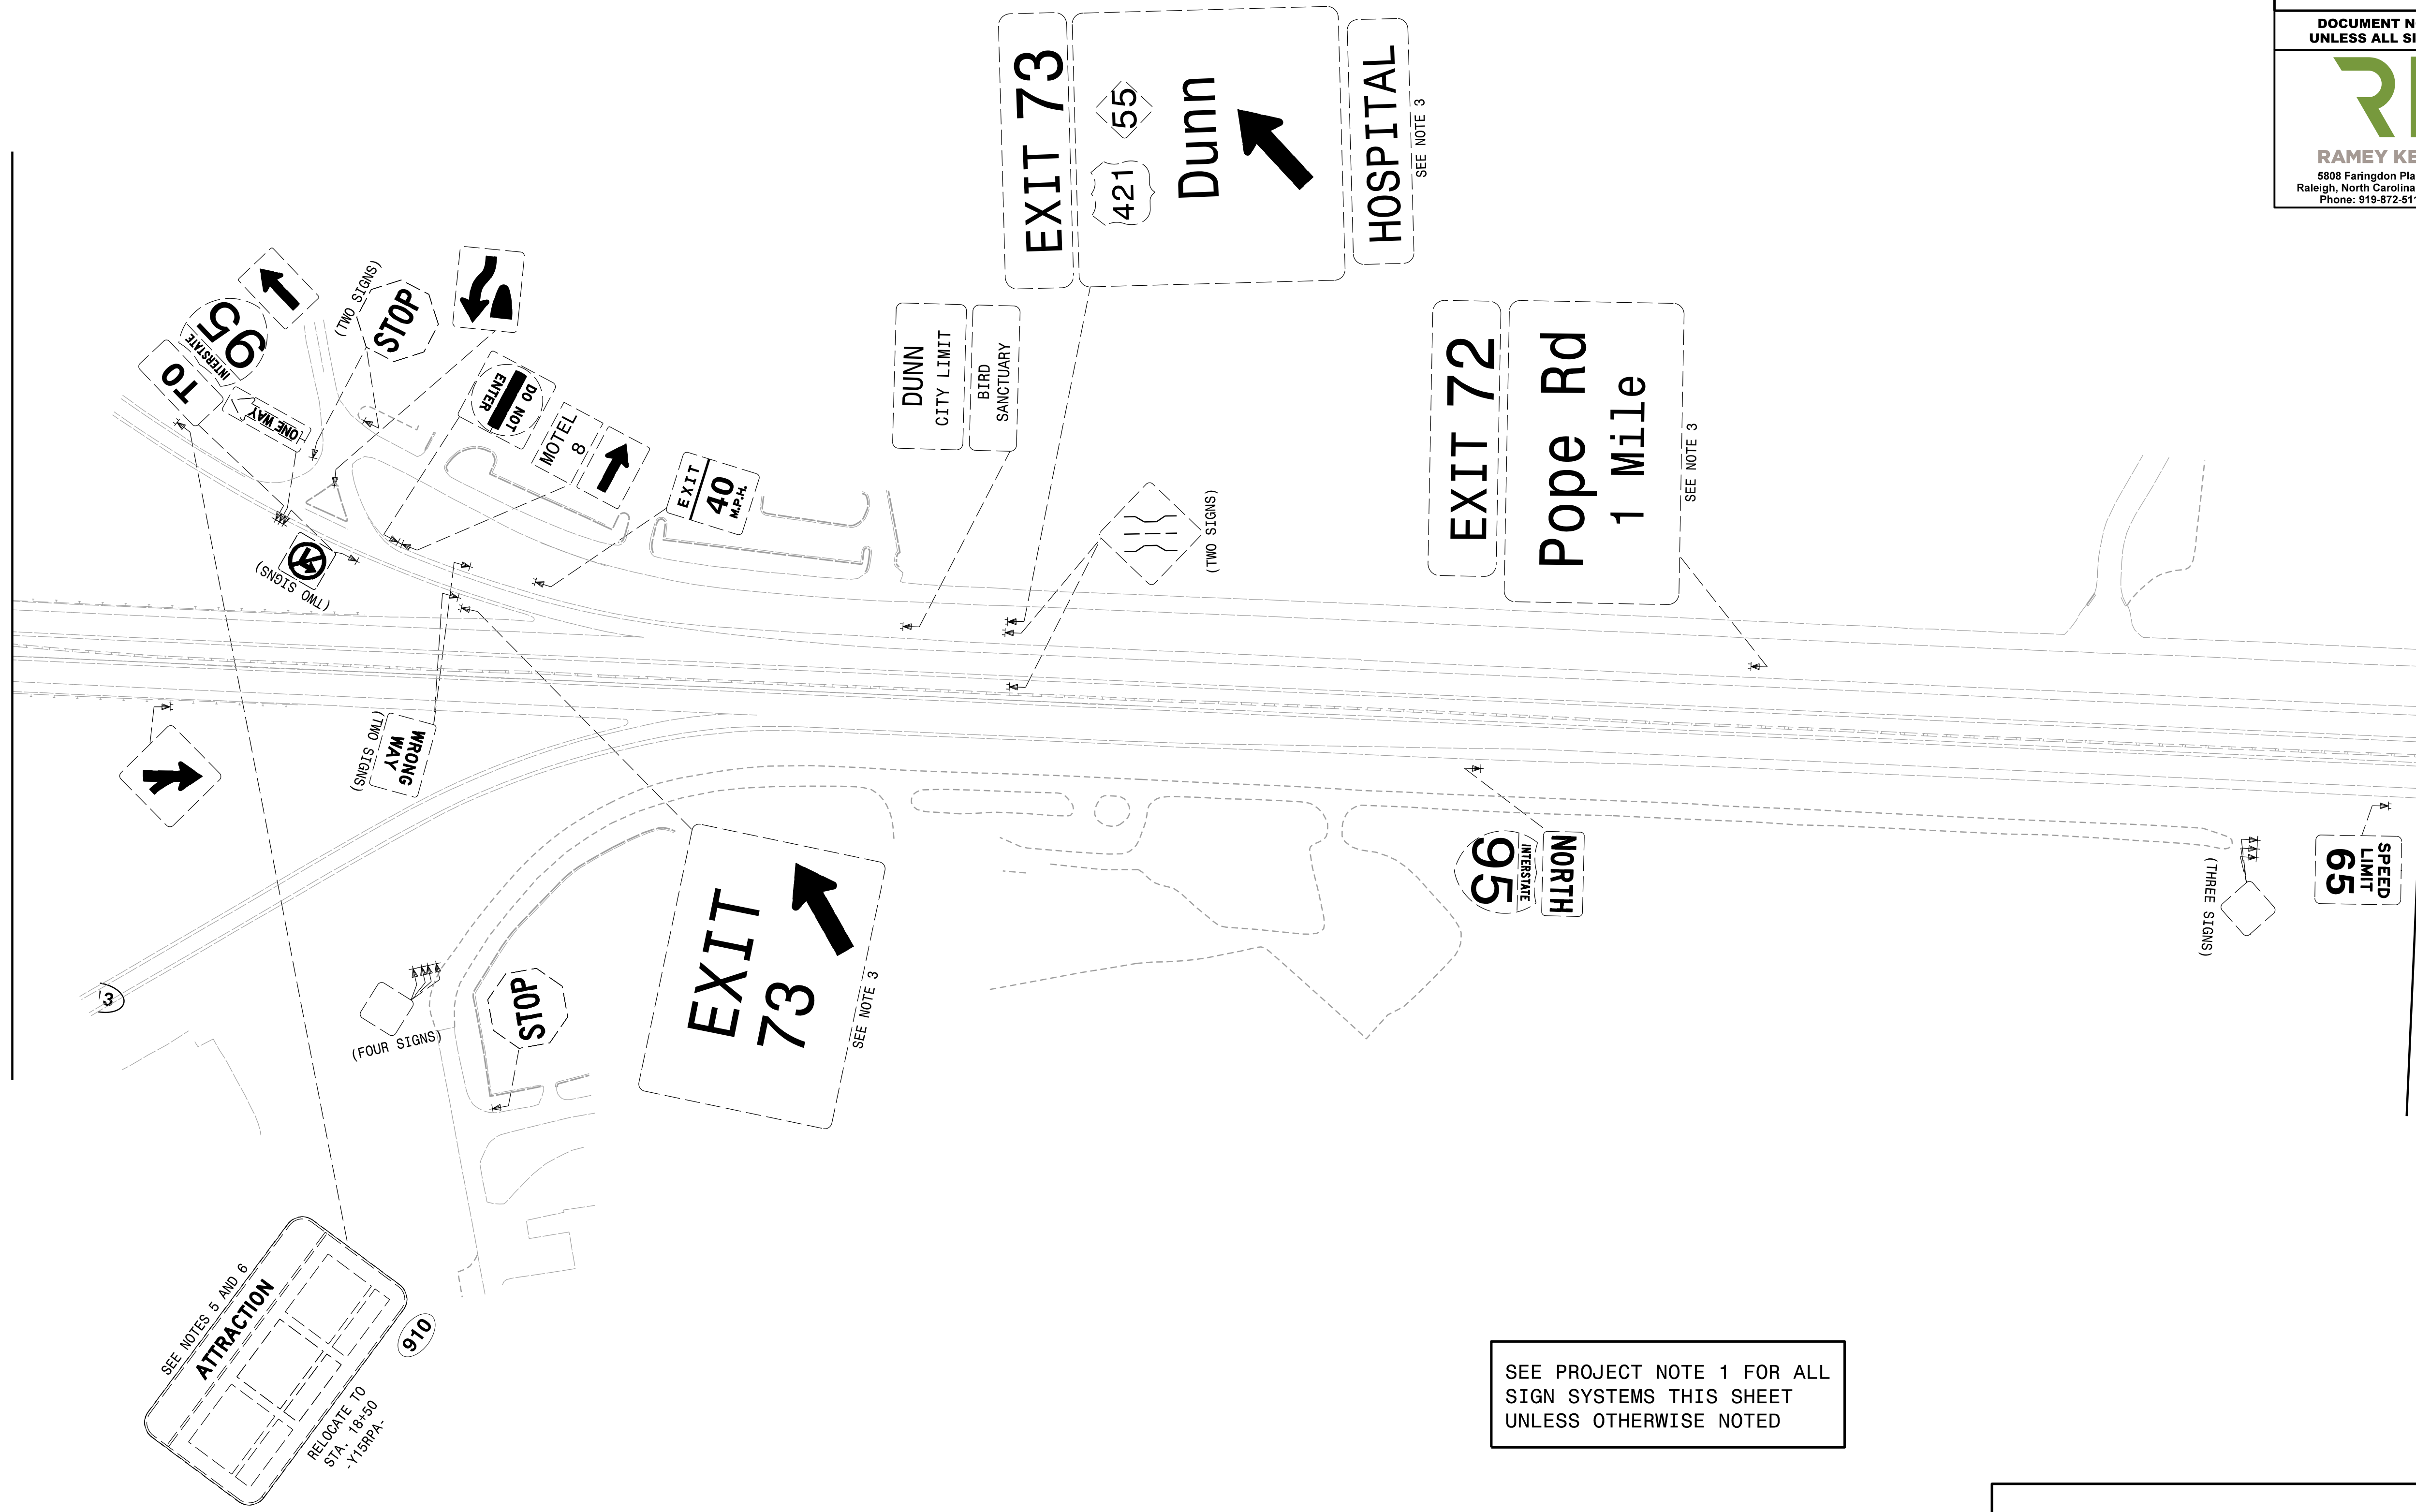 DOCUMENT N
UNLESS ALL SI
RAMEY KE
5808 Faringdon Pla
Raleigh, North Carolina
Phone: 919-872-511
EXIT 73
421
55
Dunn
HOSPITAL
SEE NOTE 3
TO
INTERSTATE
95
ONE WAY
(TWO SIGNS)
STOP
DO NOT
ENTER
MOTEL
8
EXIT
40
M.P.H.
(TWO SIGNS)
DUNN
CITY LIMIT
BIRD
SANCTUARY
(TWO SIGNS)
EXIT 72
Pope Rd
1 Mile
SEE NOTE 3
WRONG
WAY
(TWO SIGNS)
NORTH
INTERSTATE
95
SPEED
LIMIT
65
(THREE SIGNS)
EXIT
73
SEE NOTE 3
13
(FOUR SIGNS)
STOP
SEE NOTES 5 AND 6
ATTRACTION
910
RELOCATE TO
STA. 18+50
-Y15RPA-
SEE PROJECT NOTE 1 FOR ALL
SIGN SYSTEMS THIS SHEET
UNLESS OTHERWISE NOTED